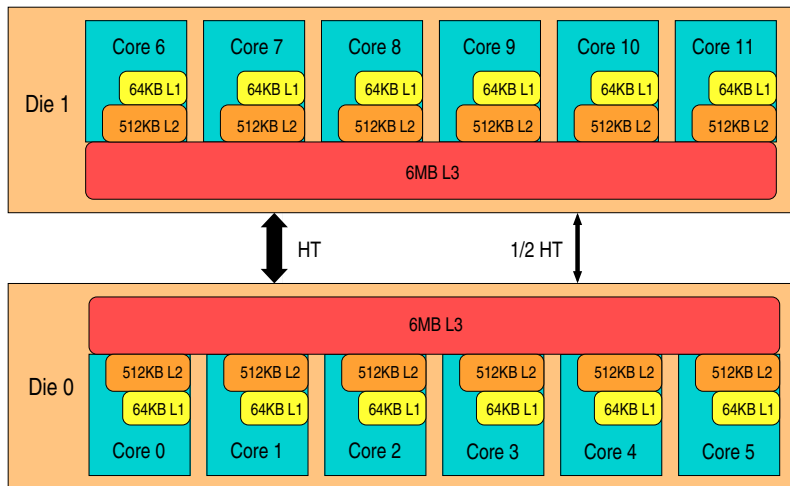 Core 6 Core 7 Core 8 Core 9 Core 10 Core 11
64KB L1 64KB L1 64KB L1 64KB L1 64KB L1 64KB L1
Die 1
512KB L2 512KB L2 512KB L2 512KB L2 512KB L2 512KB L2
6MB L3
HT 1/2 HT
6MB L3
512KB L2 512KB L2 512KB L2 512KB L2 512KB L2 512KB L2
Die 0
64KB L1 64KB L1 64KB L1 64KB L1 64KB L1 64KB L1
Core 0 Core 1 Core 2 Core 3 Core 4 Core 5